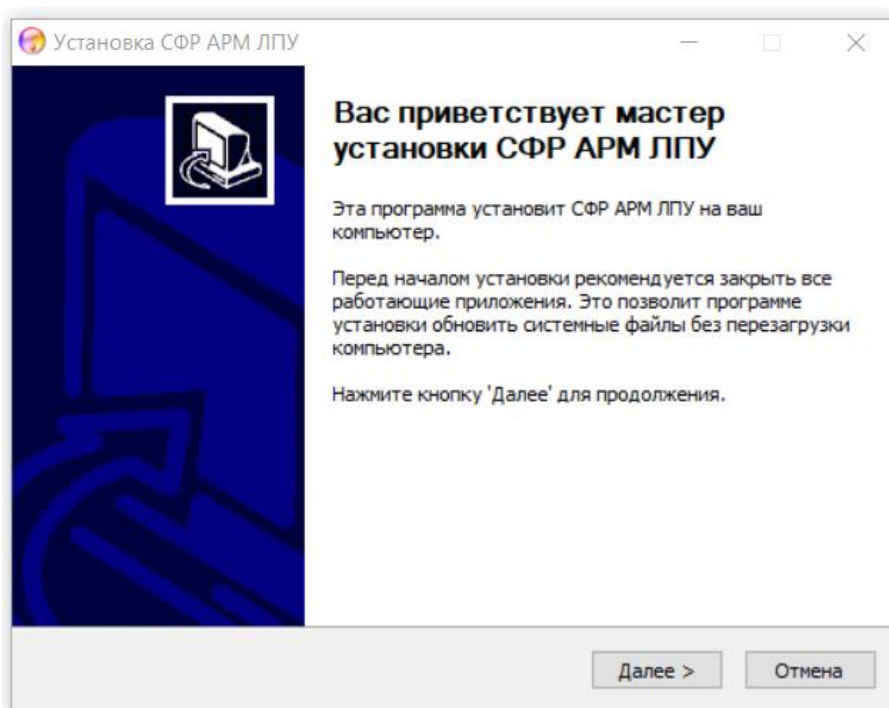 Установка СФР АРМ ЛПУ
Вас приветствует мастер
установки СФР АРМ ЛПУ
Эта программа установит СФР АРМ ЛПУ на ваш
компьютер.
Перед началом установки рекомендуется закрыть все
работающие приложения. Это позволит программе
установки обновить системные файлы без перезагрузки
компьютера.
Нажмите кнопку 'Далее' для продолжения.
Далее >
Отмена